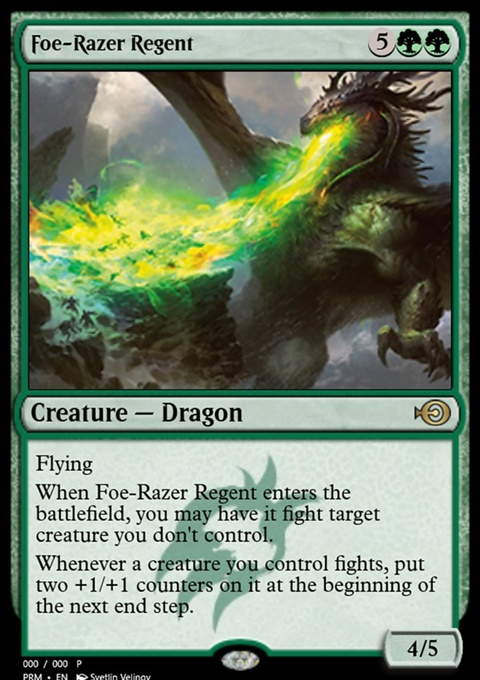 Foe-Razer Regent 5
Creature — Dragon
Flying
When Foe-Razer Regent enters the
battlefield, you may have it fight target
creature you don't control.
Whenever a creature you control fights, put
two +1/+1 counters on it at the beginning of
the next end step.
4/5
000 / 000 P
PRM • EN Svetlin Velinov